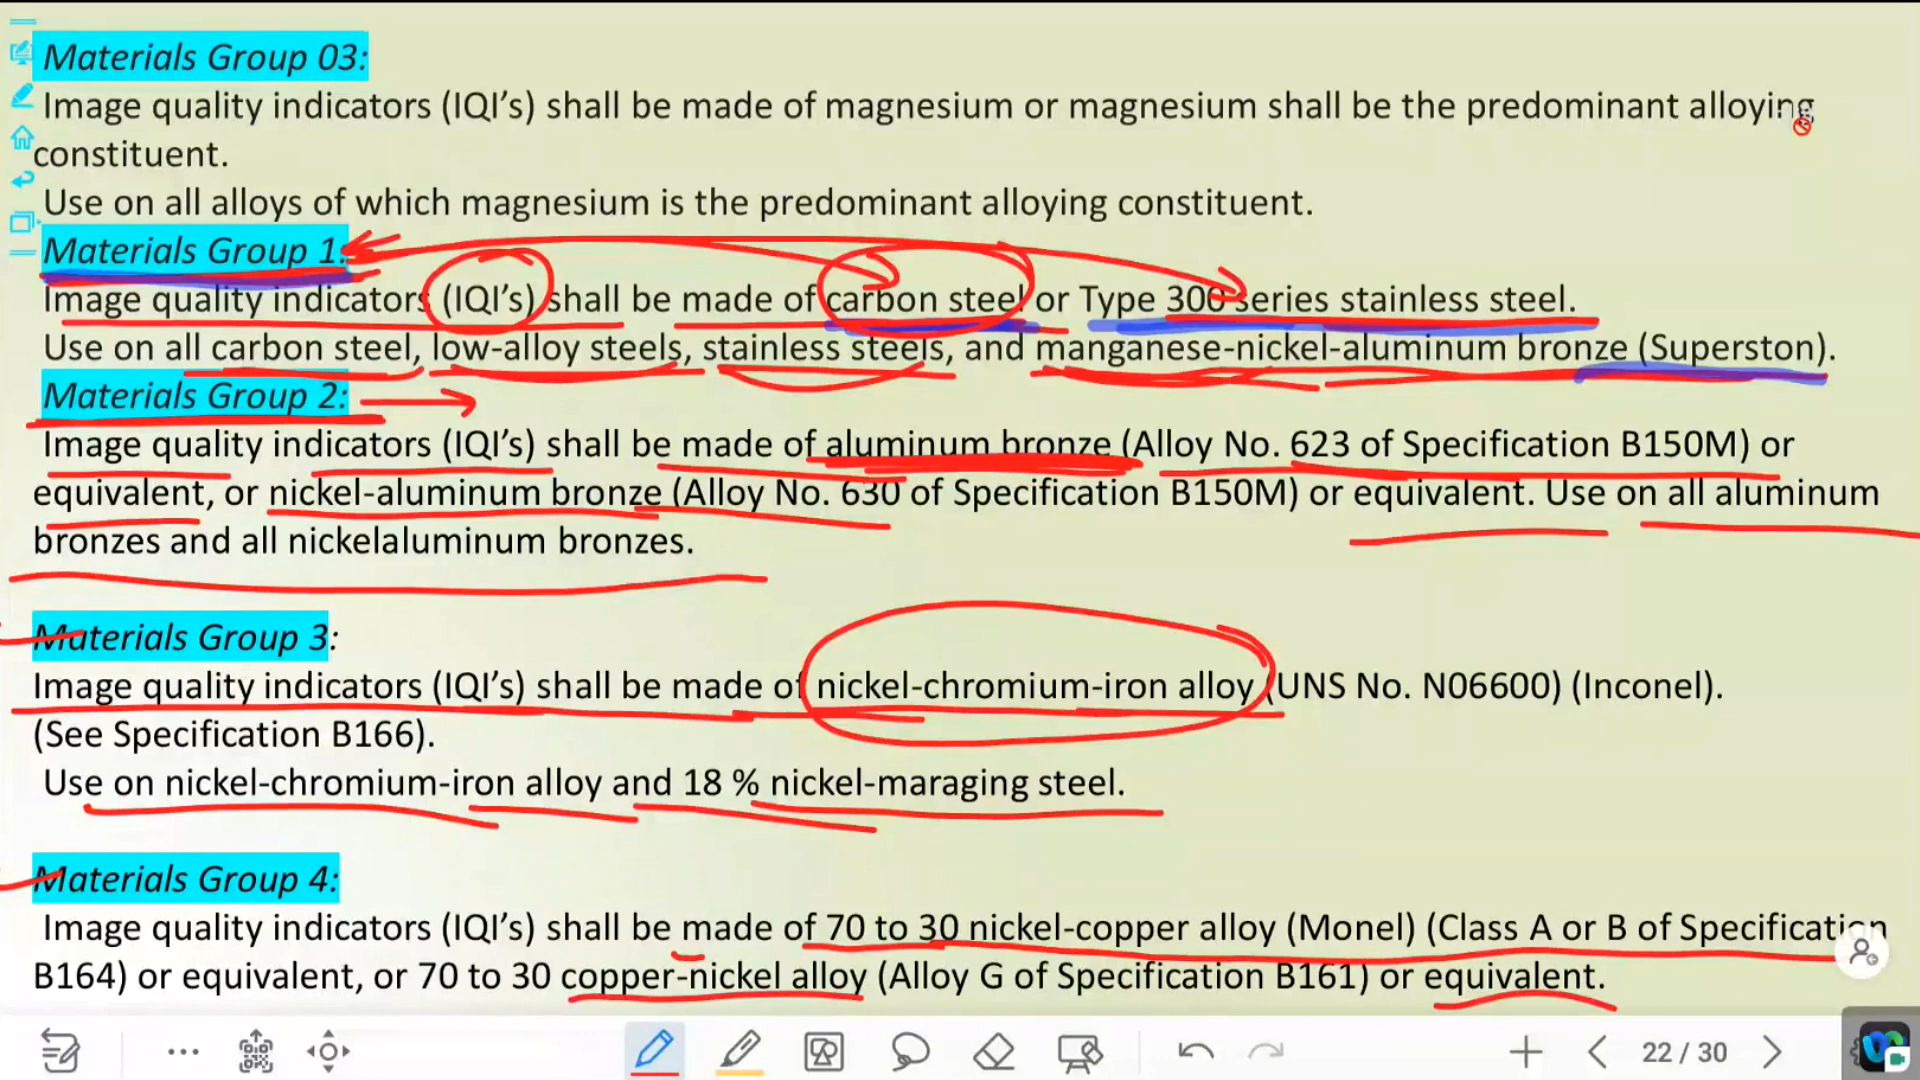 Materials Group 03:
Image quality indicators (IQI’s) shall be made of magnesium or magnesium shall be the predominant alloying
constituent.
Use on all alloys of which magnesium is the predominant alloying constituent.
Materials Group 1:
Image quality indicators (IQI’s) shall be made of carbon steel or Type 300 series stainless steel.
Use on all carbon steel, low-alloy steels, stainless steels, and manganese-nickel-aluminum bronze (Superston).
Materials Group 2:
Image quality indicators (IQI’s) shall be made of aluminum bronze (Alloy No. 623 of Specification B150M) or
equivalent, or nickel-aluminum bronze (Alloy No. 630 of Specification B150M) or equivalent. Use on all aluminum
bronzes and all nickelaluminum bronzes.
Materials Group 3:
Image quality indicators (IQI’s) shall be made of nickel-chromium-iron alloy (UNS No. N06600) (Inconel).
(See Specification B166).
Use on nickel-chromium-iron alloy and 18 % nickel-maraging steel.
Materials Group 4:
Image quality indicators (IQI’s) shall be made of 70 to 30 nickel-copper alloy (Monel) (Class A or B of Specification
B164) or equivalent, or 70 to 30 copper-nickel alloy (Alloy G of Specification B161) or equivalent.
22 / 30